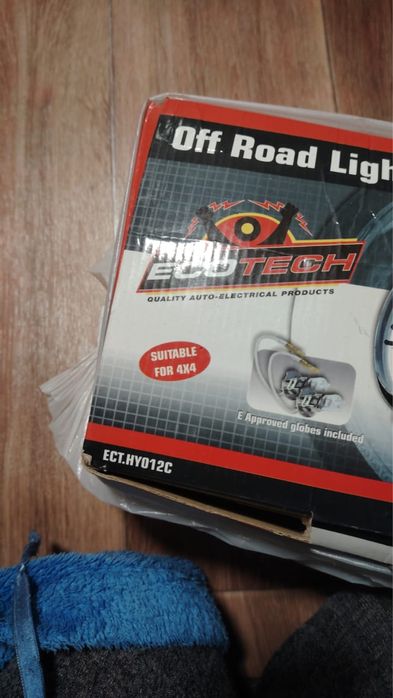 Off Road Ligh
ECOTECH
QUALITY AUTO-ELECTRICAL PRODUCTS
SUITABLE
FOR 4X4
E Approved globes included
ECT.HY012C